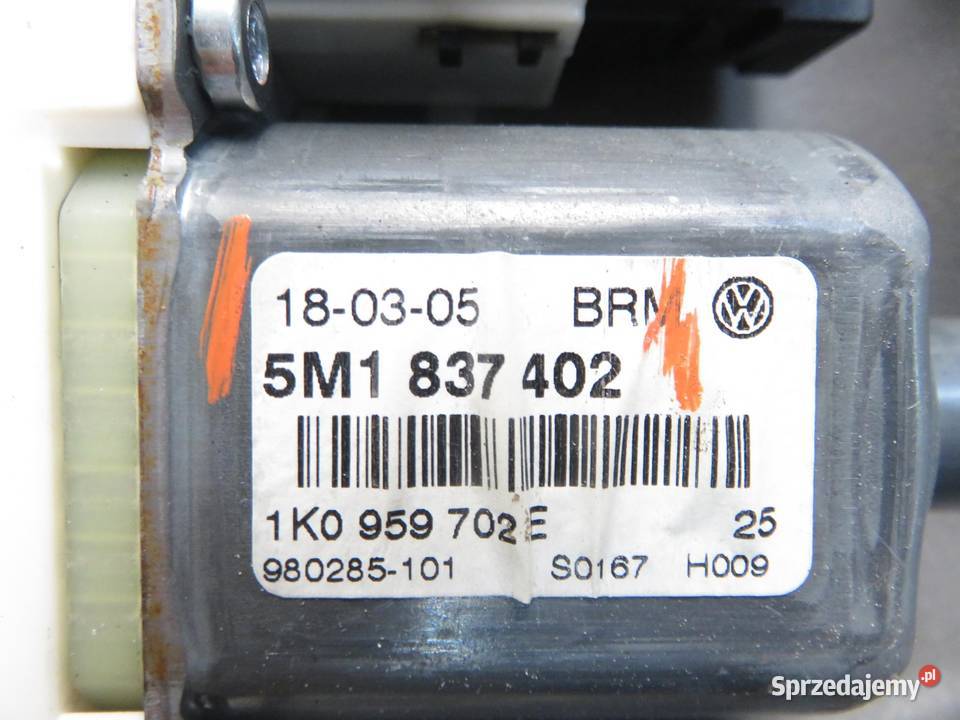 18-03-05 BRM
5M1 837 402
1K0 959 702 E 25
980285-101 S0167 H009
Sprzedajemy.pl